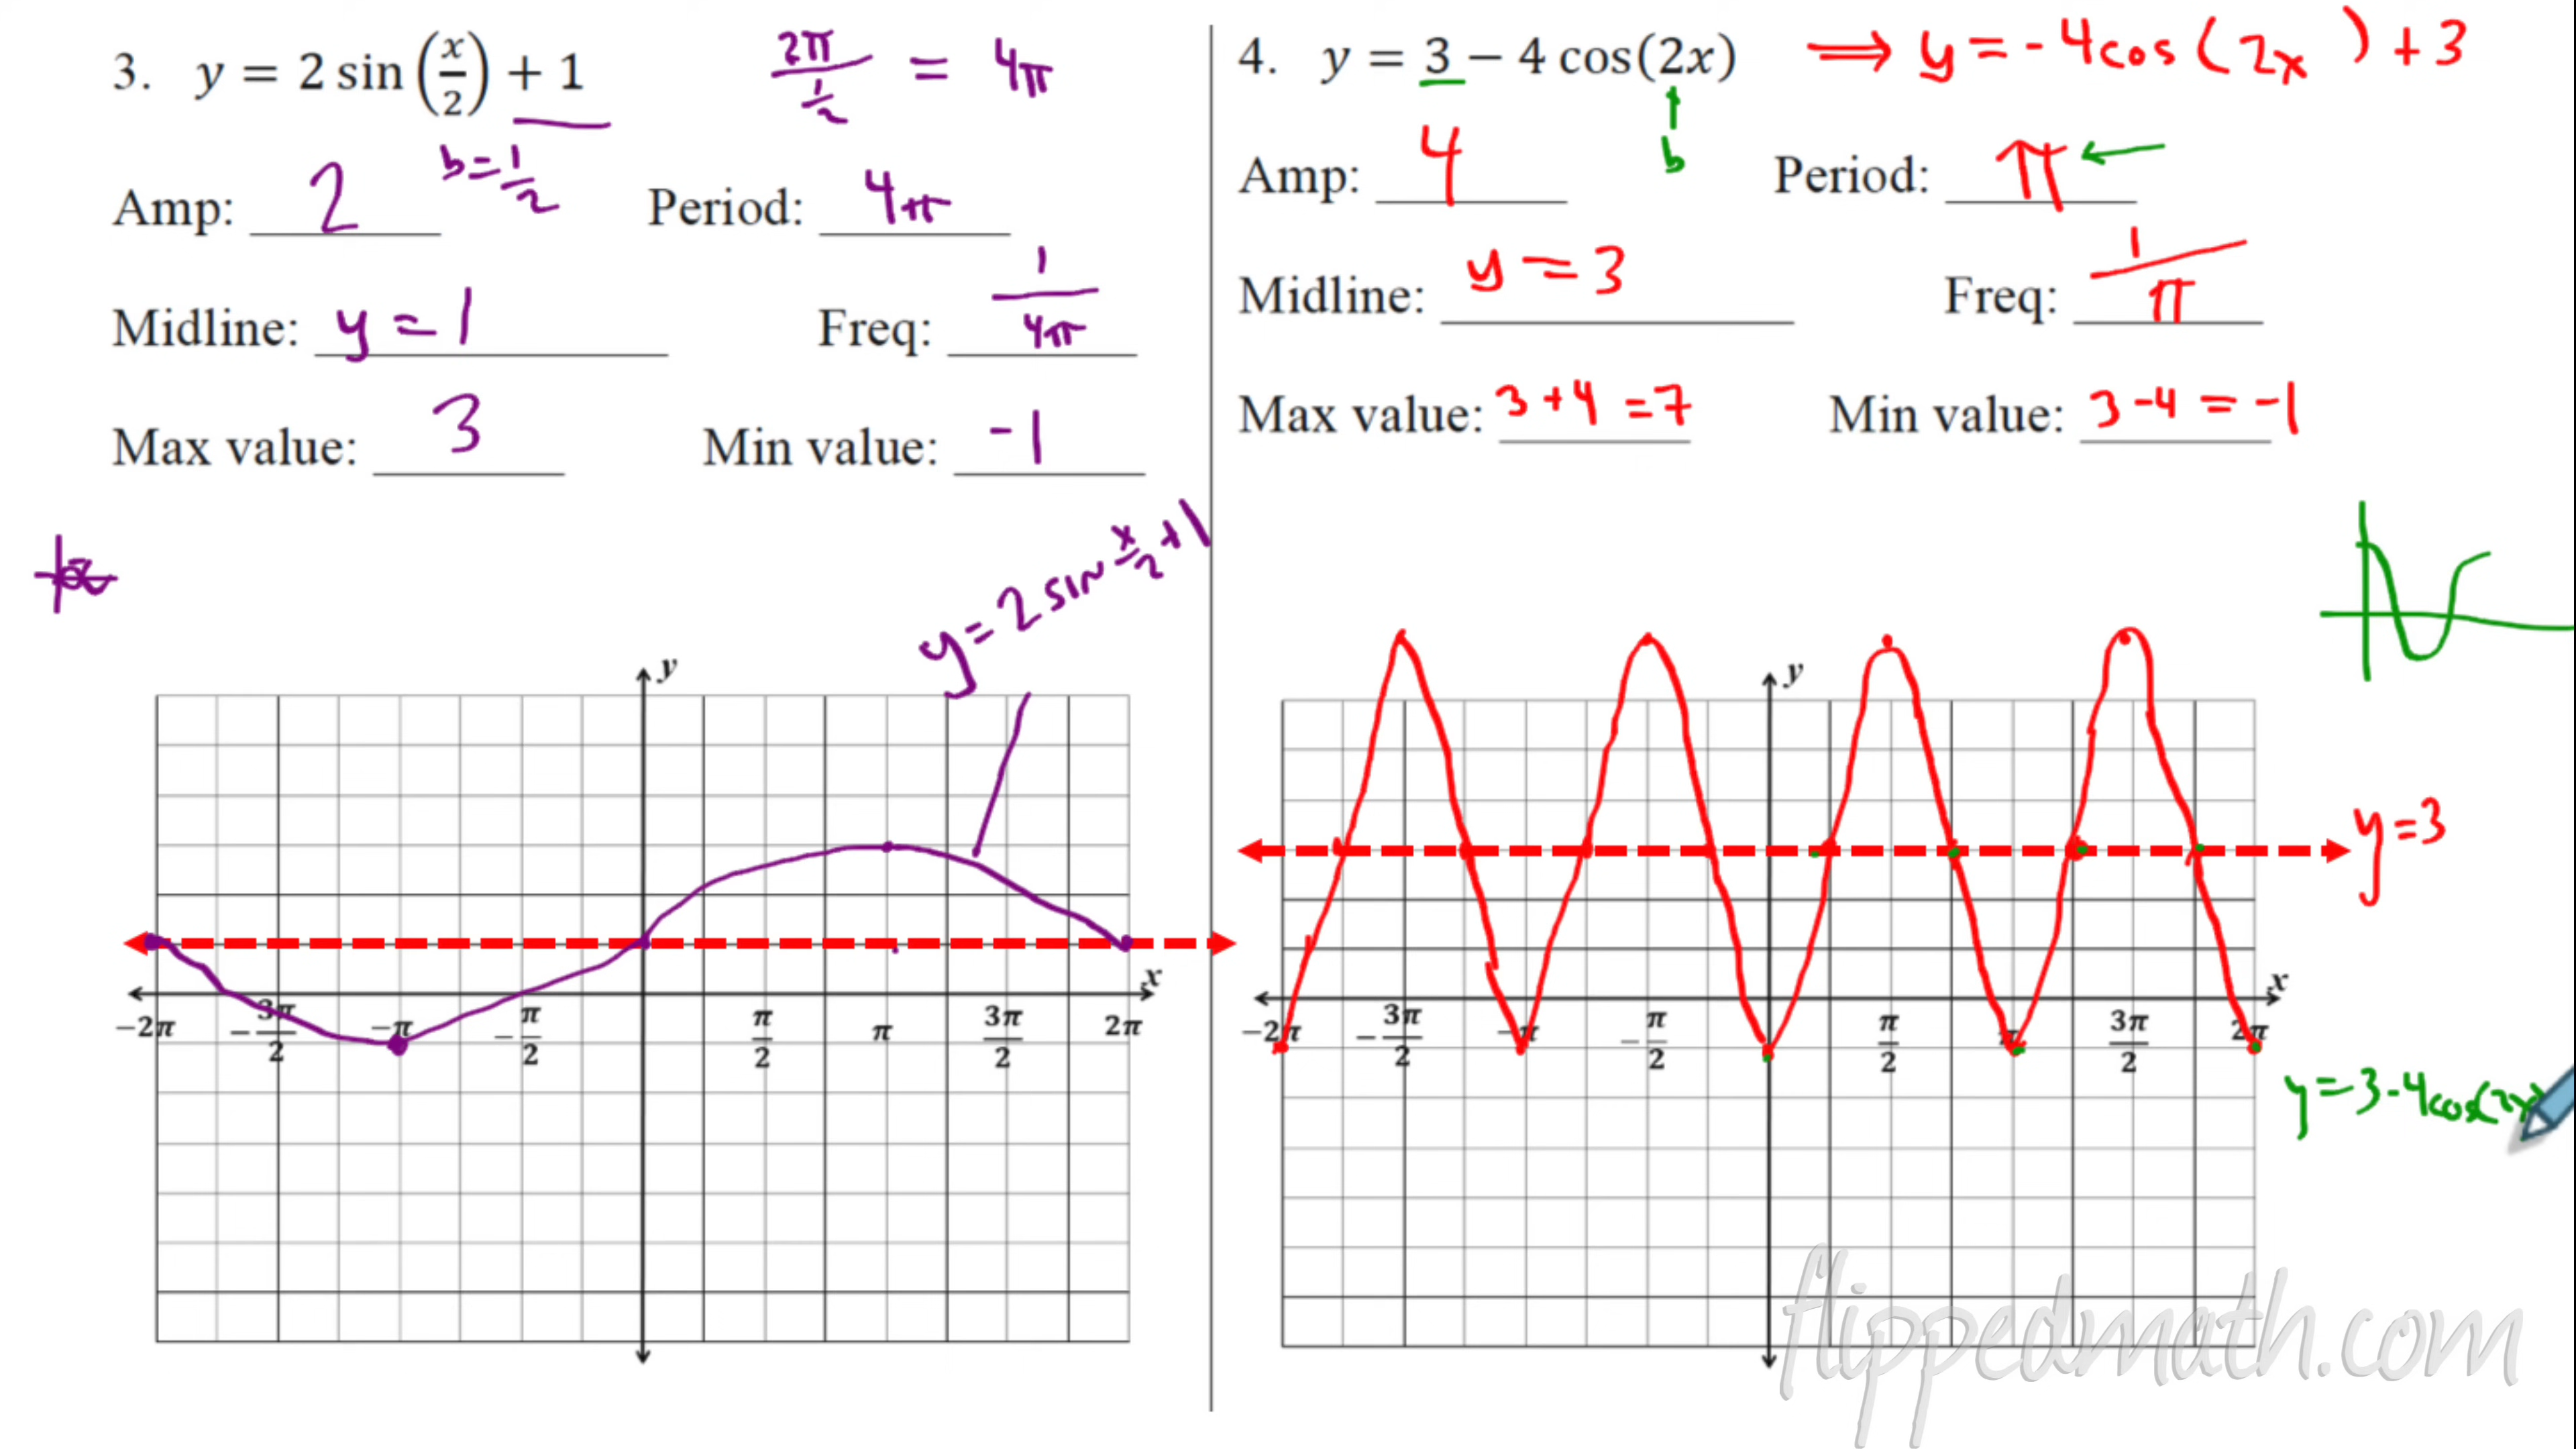 3. y = 2 sin(x/2) + 1
2π/(1/2) = 4π
b = 1/2
Amp: 2 Period: 4π
Midline: y = 1 Freq: 1/4π
Max value: 3 Min value: -1
y = 2 sin x/2 + 1
y
x
−2π −3π/2 −π −π/2 π/2 π 3π/2 2π
4. y = 3 − 4 cos(2x) ⟹ y = -4cos(2x) + 3
b
Amp: 4 Period: π ←
Midline: y = 3 Freq: 1/π
Max value: 3 + 4 = 7 Min value: 3 - 4 = -1
y
y = 3
x
−2π −3π/2 −π −π/2 π/2 π 3π/2 2π
y = 3 - 4cos(2x)
flippedmath.com